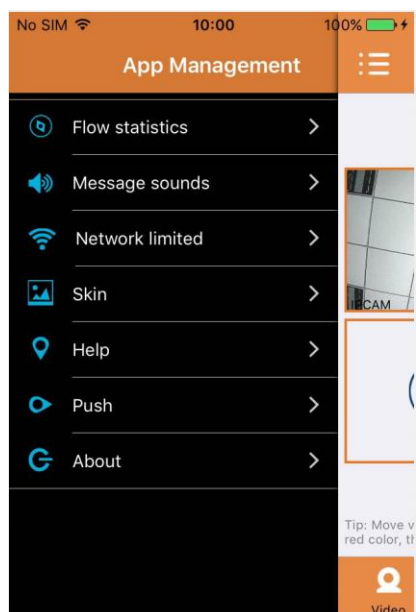 No SIM 10:00 100%
App Management
Flow statistics
Message sounds
Network limited
Skin
Help
Push
About
Tip: Move v
red color, th
Video